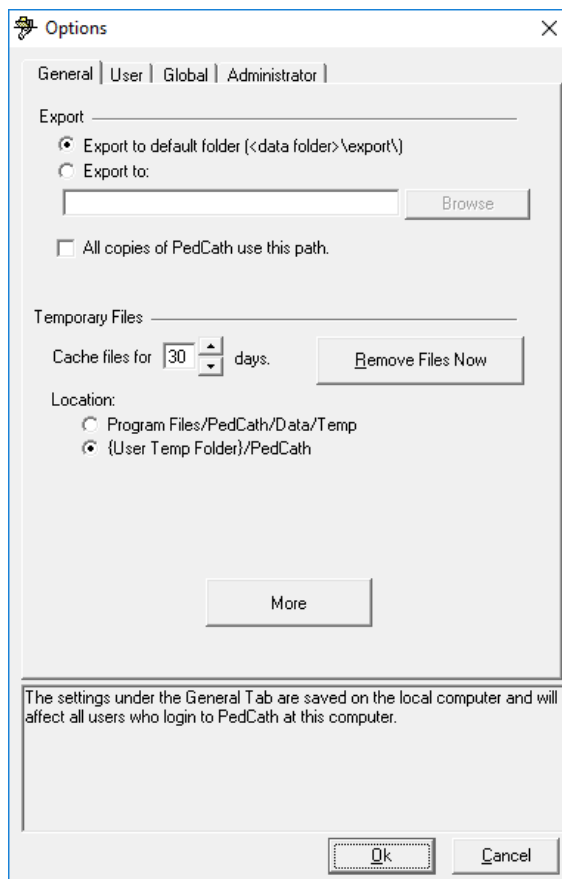 Options
General User Global Administrator
Export
Export to default folder (<data folder>\export\)
Export to:
Browse
All copies of PedCath use this path.
Temporary Files
Cache files for 30 days.
Remove Files Now
Location:
Program Files/PedCath/Data/Temp
{User Temp Folder}/PedCath
More
The settings under the General Tab are saved on the local computer and will
affect all users who login to PedCath at this computer.
Ok Cancel